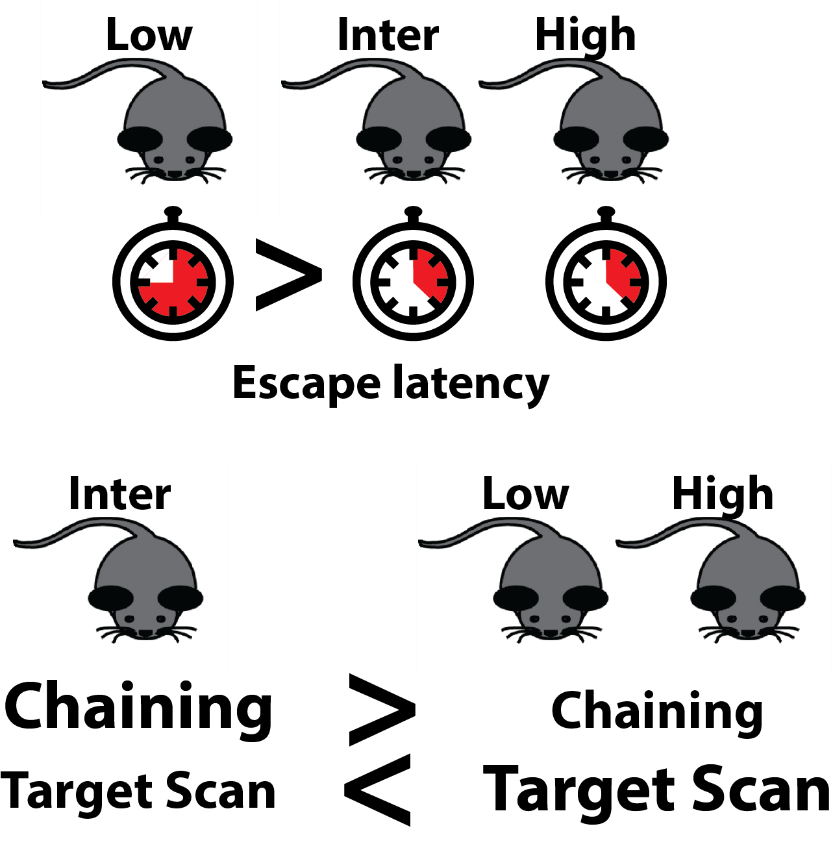 Low Inter High
>
Escape latency
Inter Low High
Chaining > Chaining
Target Scan < Target Scan